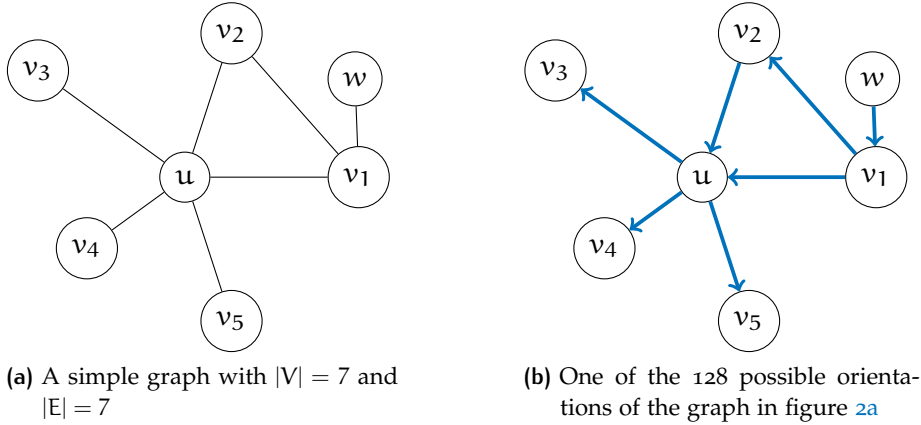 v₂
v₃
w
u
v₁
v₄
v₅
(a) A simple graph with |V| = 7 and
|E| = 7
v₂
v₃
w
u
v₁
v₄
v₅
(b) One of the 128 possible orienta-
tions of the graph in figure 2a